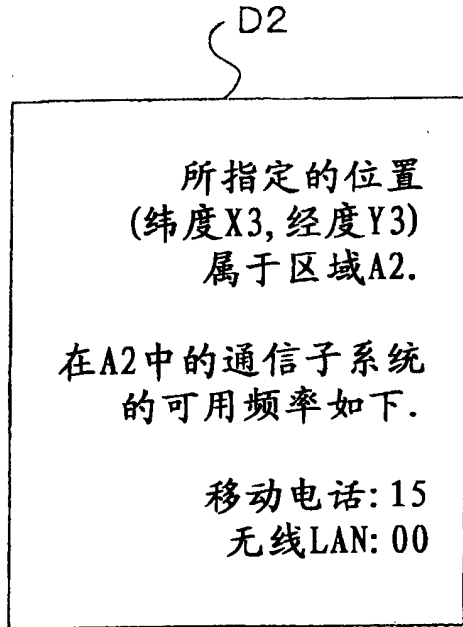 D2
所指定的位置
(纬度X3,经度Y3)
属于区域A2.
在A2中的通信子系统
的可用频率如下.
移动电话:15
无线LAN:00